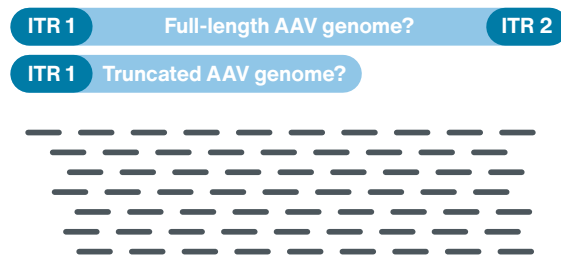 ITR 1 Full-length AAV genome? ITR 2
ITR 1 Truncated AAV genome?